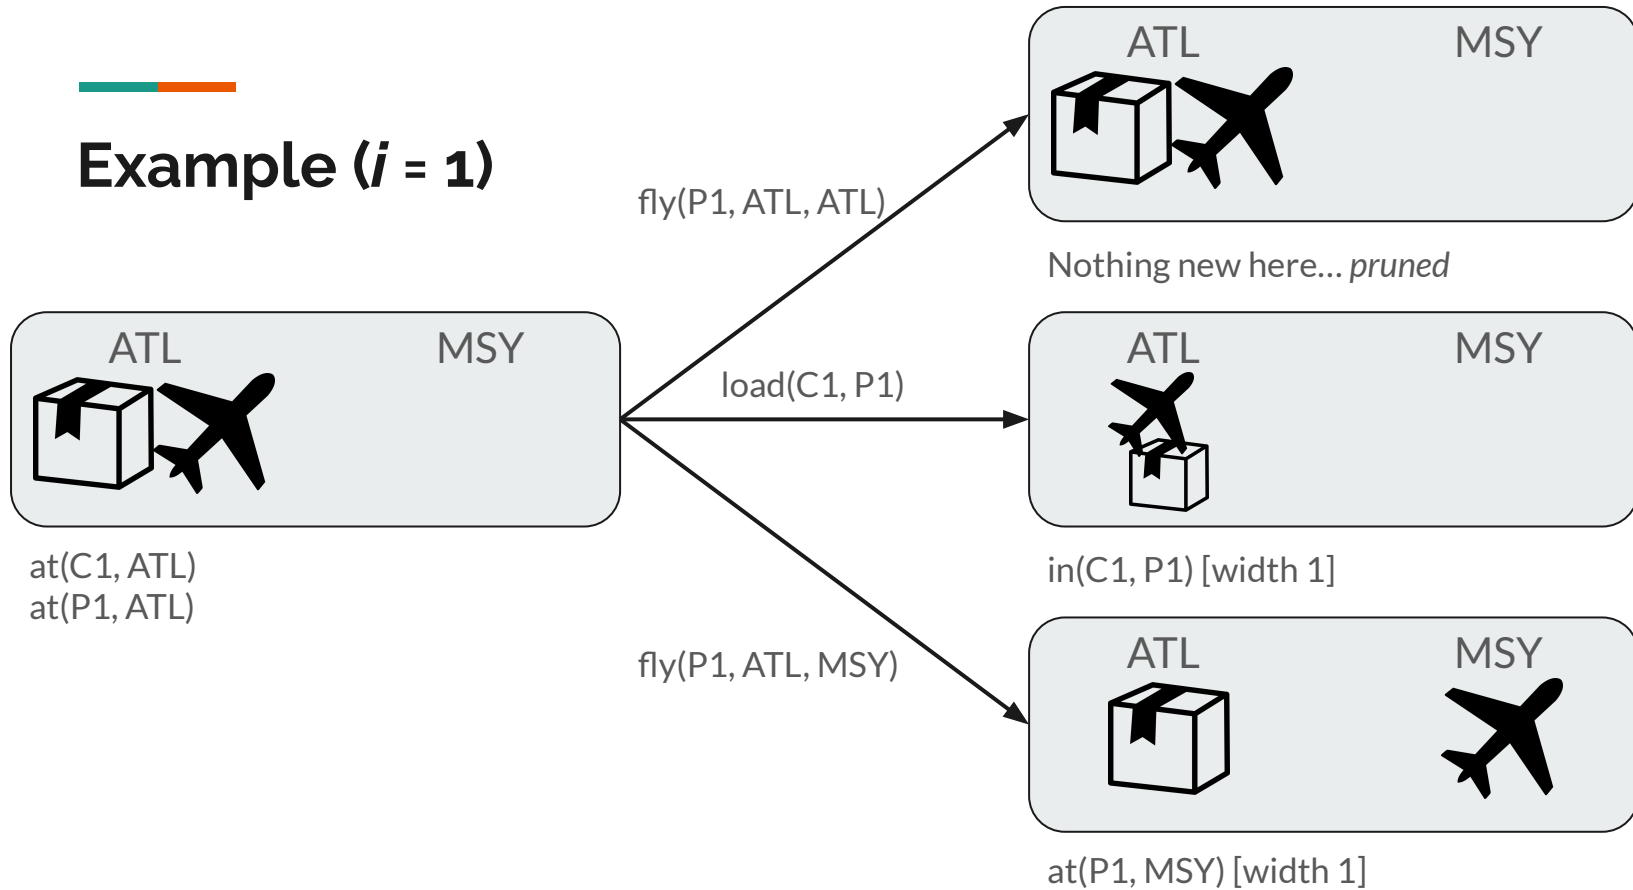 Example (i = 1)
ATL MSY
at(C1, ATL)
at(P1, ATL)
fly(P1, ATL, ATL)
load(C1, P1)
fly(P1, ATL, MSY)
ATL MSY
Nothing new here... pruned
ATL MSY
in(C1, P1) [width 1]
ATL MSY
at(P1, MSY) [width 1]